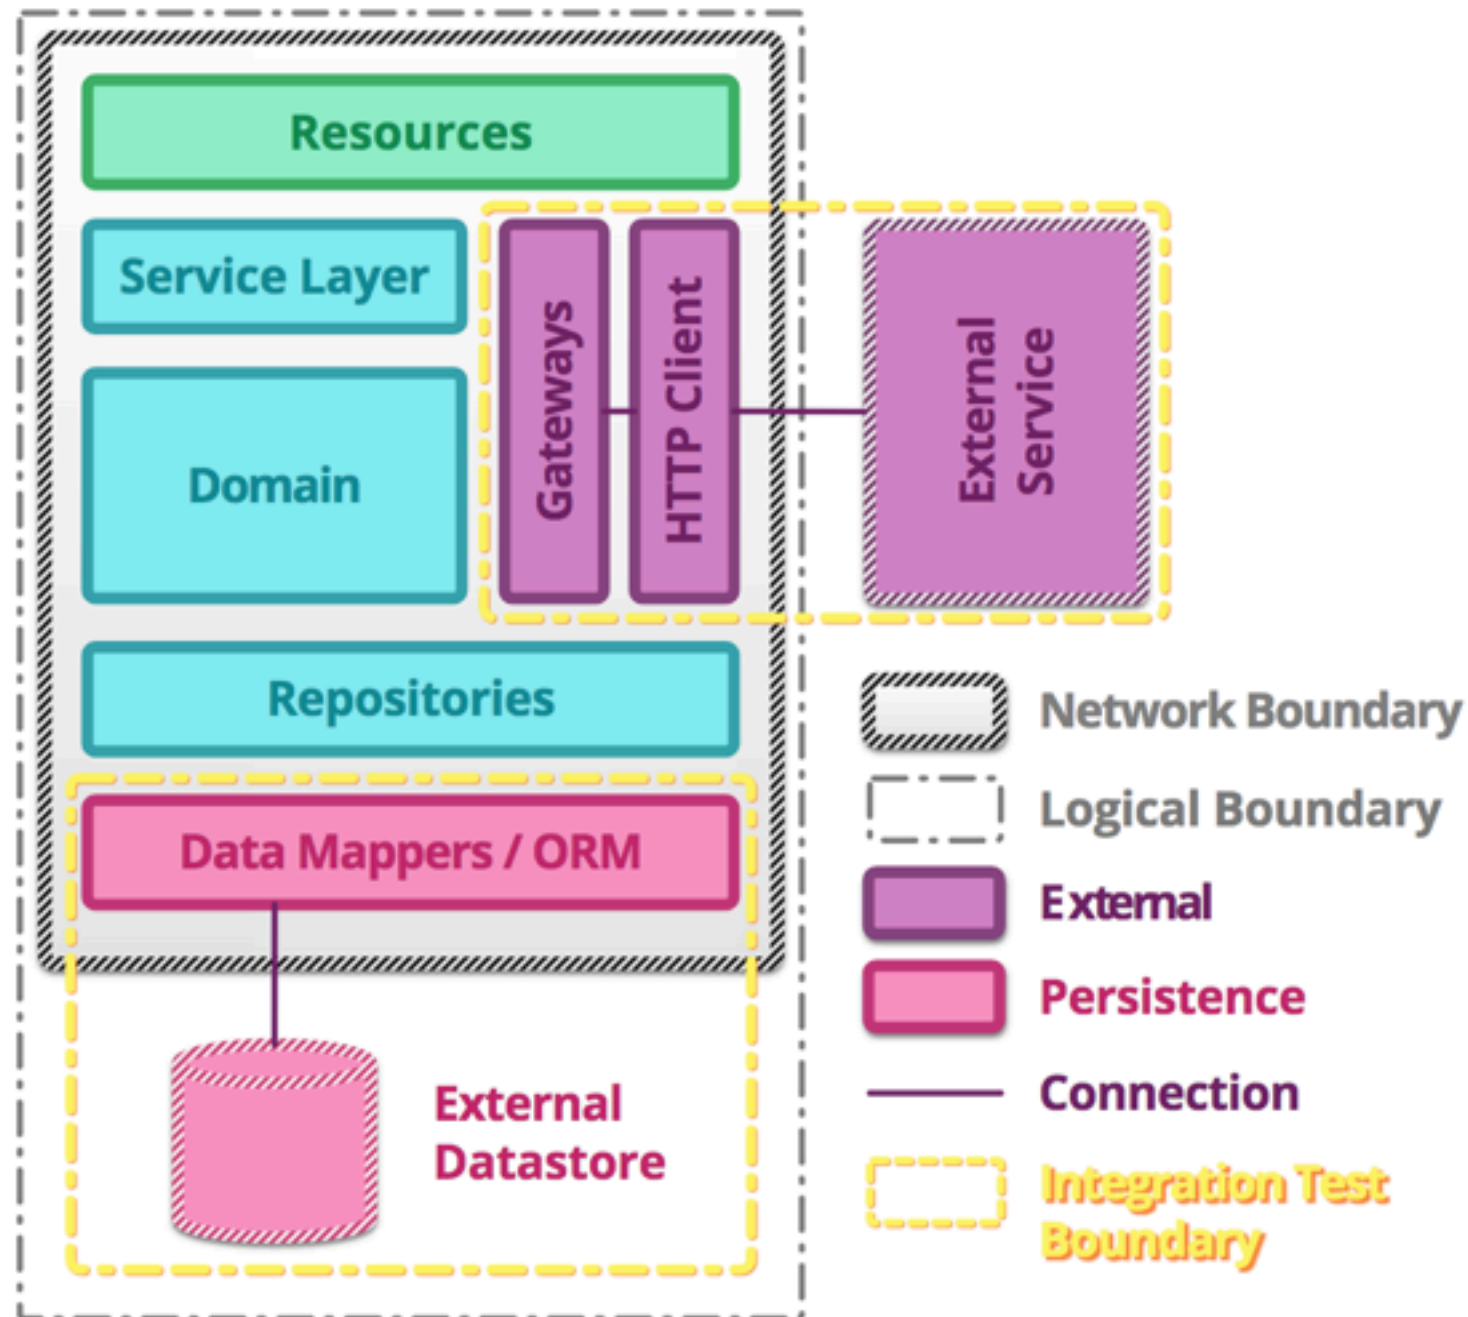 Resources
Service Layer
Gateways
HTTP Client
External
Service
Domain
Repositories
Data Mappers / ORM
External
Datastore
Network Boundary
Logical Boundary
External
Persistence
Connection
Integration Test
Boundary